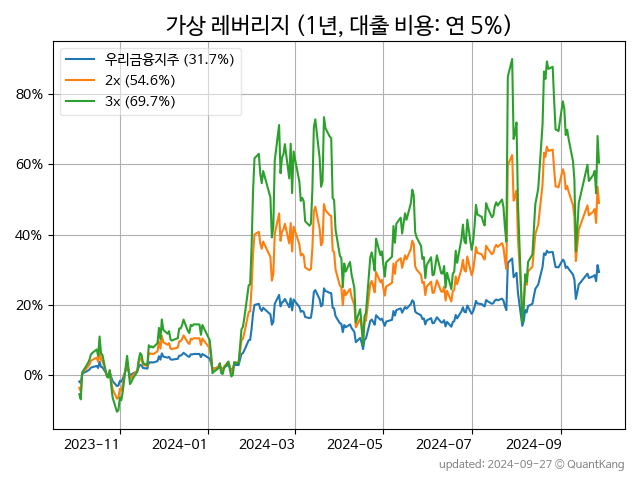 가상 레버리지 (1년, 대출 비용: 연 5%)
우리금융지주 (31.7%)
2x (54.6%)
3x (69.7%)
80%
60%
40%
20%
0%
2023-11 2024-01 2024-03 2024-05 2024-07 2024-09
updated: 2024-09-27 © QuantKang